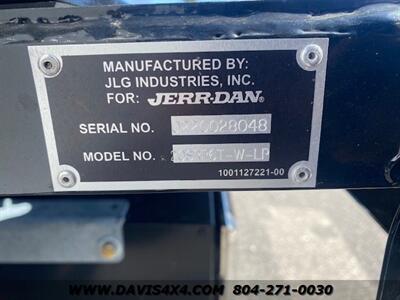 MANUFACTURED BY:
JLG INDUSTRIES, INC.
FOR: JERR-DAN®
SERIAL NO.
MODEL NO.
1001127221-00
WWW.DAVIS4X4.COM 804-271-0030